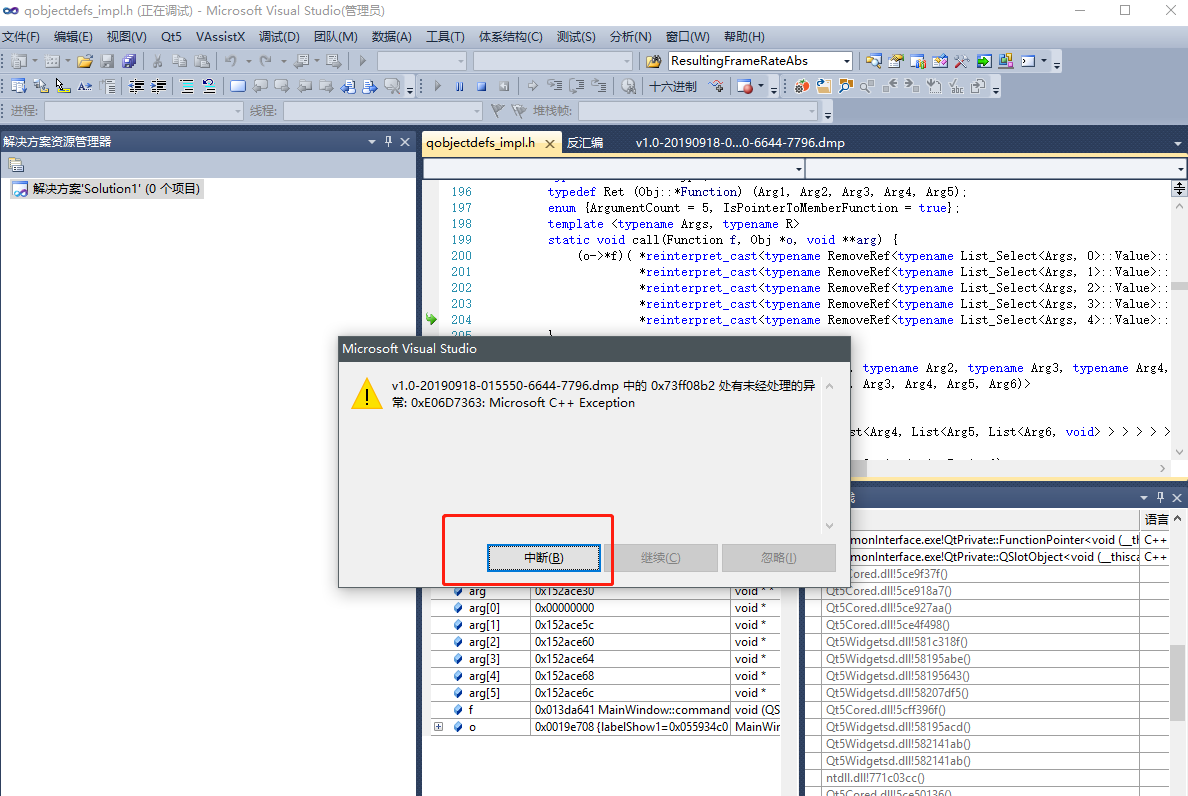 qobjectdefs_impl.h (正在调试) - Microsoft Visual Studio(管理员)
文件(F) 编辑(E) 视图(V) Qt5 VAssistX 调试(D) 团队(M) 数据(A) 工具(T) 体系结构(C) 测试(S) 分析(N) 窗口(W) 帮助(H)
ResultingFrameRateAbs
十六进制
进程: 线程: 堆栈帧:
解决方案资源管理器
解决方案'Solution1' (0 个项目)
qobjectdefs_impl.h 反汇编 v1.0-20190918-0...0-6644-7796.dmp
196 typedef Ret (Obj::*Function) (Arg1, Arg2, Arg3, Arg4, Arg5);
197 enum {ArgumentCount = 5, IsPointerToMemberFunction = true};
198 template <typename Args, typename R>
199 static void call(Function f, Obj *o, void **arg) {
200 (o->*f)( *reinterpret_cast<typename RemoveRef<typename List_Select<Args, 0>::Value>::
201 *reinterpret_cast<typename RemoveRef<typename List_Select<Args, 1>::Value>::
202 *reinterpret_cast<typename RemoveRef<typename List_Select<Args, 2>::Value>::
203 *reinterpret_cast<typename RemoveRef<typename List_Select<Args, 3>::Value>::
204 *reinterpret_cast<typename RemoveRef<typename List_Select<Args, 4>::Value>::
205 }
, typename Arg2, typename Arg3, typename Arg4,
, Arg3, Arg4, Arg5, Arg6)>
st<Arg4, List<Arg5, List<Arg6, void> > > > > >
Microsoft Visual Studio
v1.0-20190918-015550-6644-7796.dmp 中的 0x73ff08b2 处有未经处理的异
常: 0xE06D7363: Microsoft C++ Exception
中断(B) 继续(C) 忽略(I)
arg 0x152ace30 void * *
arg[0] 0x00000000 void *
arg[1] 0x152ace5c void *
arg[2] 0x152ace60 void *
arg[3] 0x152ace64 void *
arg[4] 0x152ace68 void *
arg[5] 0x152ace6c void *
f 0x013da641 MainWindow::command void (QS
o 0x0019e708 {labelShow1=0x055934c0 MainWir
语言
monInterface.exe!QtPrivate::FunctionPointer<void (__th C++
monInterface.exe!QtPrivate::QSlotObject<void (__thisca C++
Qt5Cored.dll!5ce9f37f()
Qt5Cored.dll!5ce918a7()
Qt5Cored.dll!5ce927aa()
Qt5Cored.dll!5ce4f498()
Qt5Widgetsd.dll!581c318f()
Qt5Widgetsd.dll!58195abe()
Qt5Widgetsd.dll!58195643()
Qt5Widgetsd.dll!58207df5()
Qt5Cored.dll!5cff396f()
Qt5Widgetsd.dll!58195acd()
Qt5Widgetsd.dll!582141ab()
Qt5Widgetsd.dll!582141ab()
ntdll.dll!771c03cc()
Qt5Cored.dll!5ce50136()